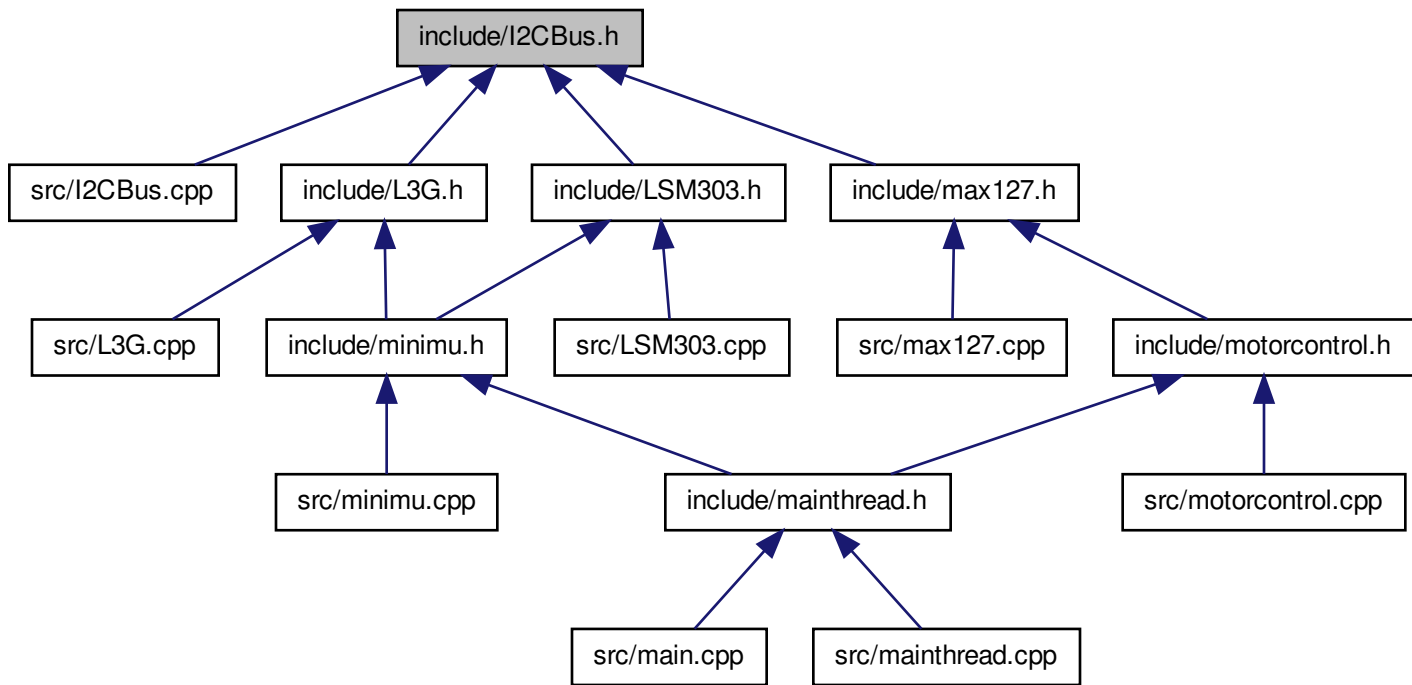 include/I2CBus.h
src/I2CBus.cpp
include/L3G.h
include/LSM303.h
include/max127.h
src/L3G.cpp
include/minimu.h
src/LSM303.cpp
src/max127.cpp
include/motorcontrol.h
src/minimu.cpp
include/mainthread.h
src/motorcontrol.cpp
src/main.cpp
src/mainthread.cpp